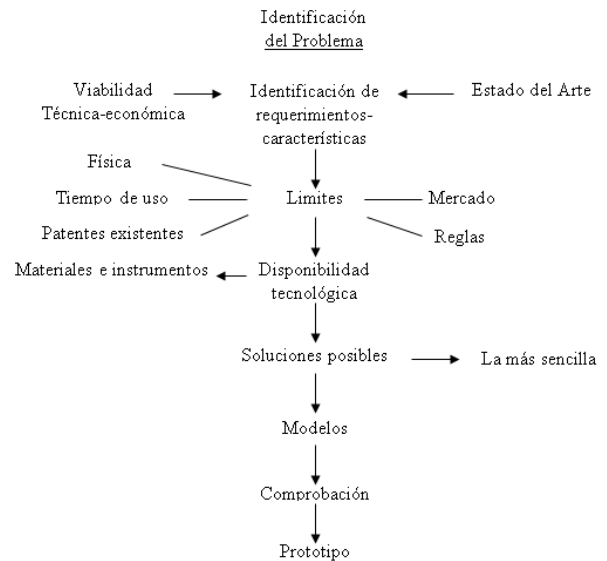 Identificación
del Problema
Viabilidad
Técnica-económica
Identificación de
requerimientos-
características
Estado del Arte
Física
Tiempo de uso
Patentes existentes
Limites
Mercado
Reglas
Materiales e instrumentos
Disponibilidad
tecnológica
Soluciones posibles
La más sencilla
Modelos
Comprobación
Prototipo